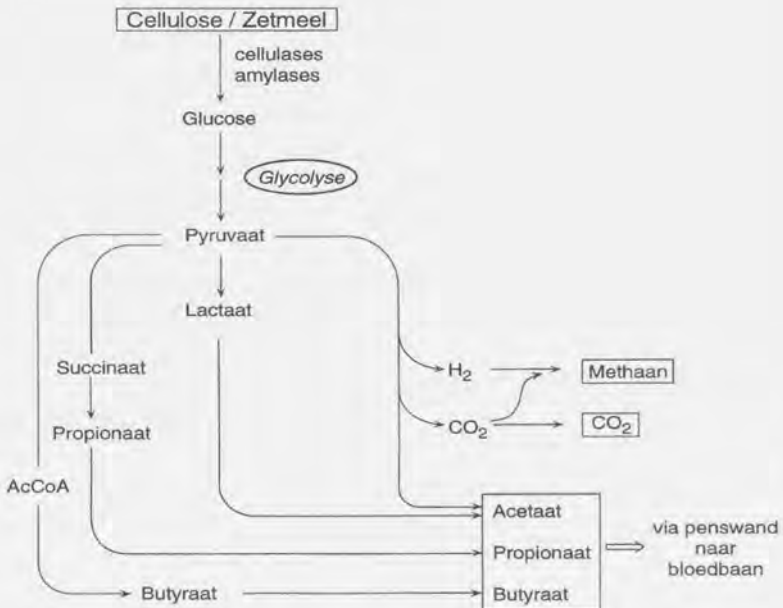 Cellulose / Zetmeel
cellulases
amylases
Glucose
Glycolyse
Pyruvaat
Lactaat
Succinaat
H2
Methaan
Propionaat
CO2
CO2
AcCoA
Acetaat
Propionaat
Butyraat
Butyraat
via penswand
naar
bloedbaan